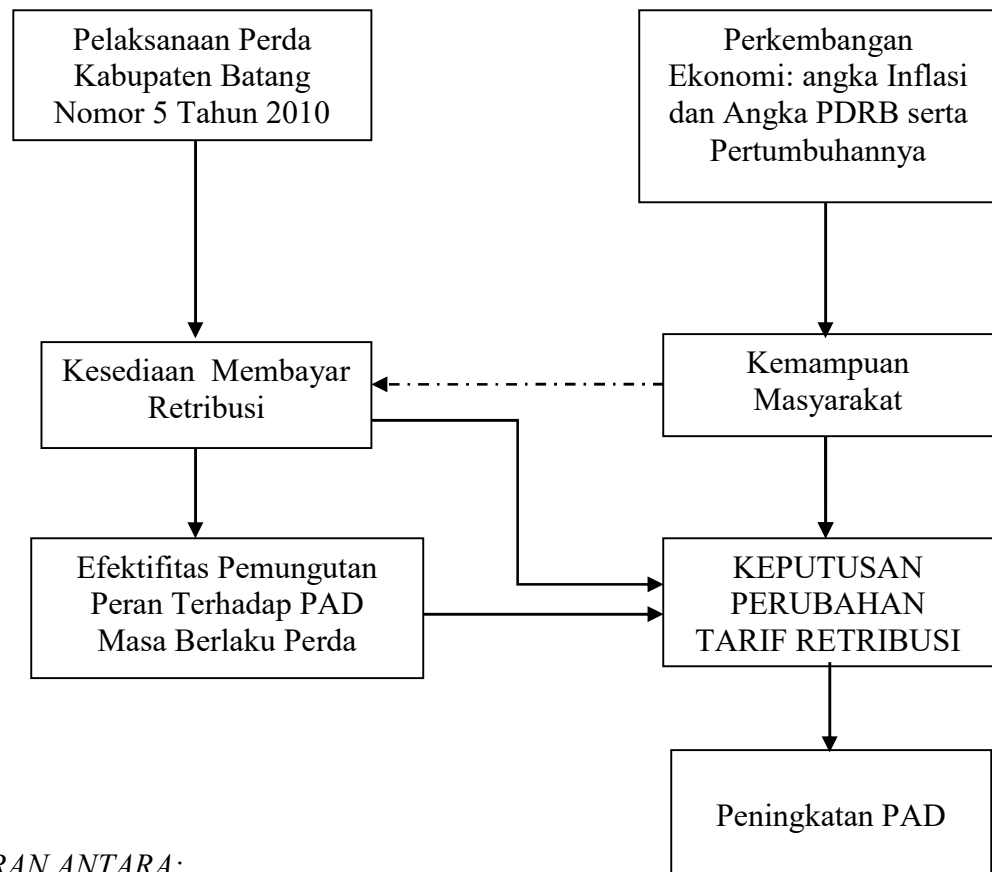 Pelaksanaan Perda
Kabupaten Batang
Nomor 5 Tahun 2010
Perkembangan
Ekonomi: angka Inflasi
dan Angka PDRB serta
Pertumbuhannya
Kesediaan Membayar
Retribusi
Kemampuan
Masyarakat
Efektifitas Pemungutan
Peran Terhadap PAD
Masa Berlaku Perda
KEPUTUSAN
PERUBAHAN
TARIF RETRIBUSI
Peningkatan PAD
ANTARA: